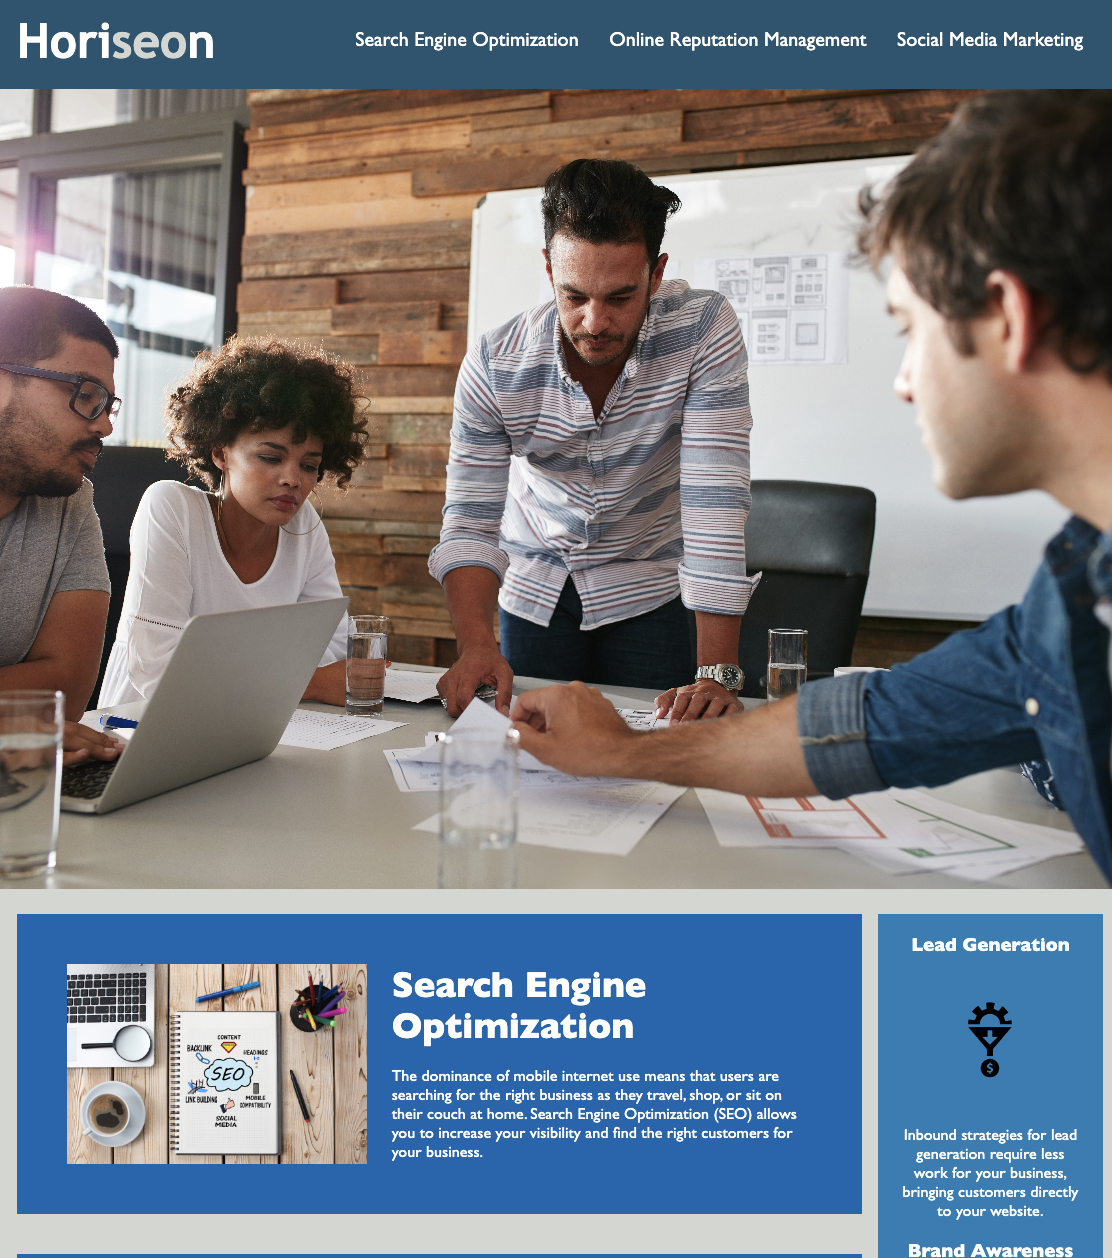 Horiseon
Search Engine Optimization
Online Reputation Management
Social Media Marketing
CONTENT
BACKLINK
HEADINGS
SEO
LINK BUILDING
MOBILE
COMPATIBILITY
SOCIAL
MEDIA
Search Engine
Optimization
The dominance of mobile internet use means that users are
searching for the right business as they travel, shop, or sit on
their couch at home. Search Engine Optimization (SEO) allows
you to increase your visibility and find the right customers for
your business.
Lead Generation
$
Inbound strategies for lead
generation require less
work for your business,
bringing customers directly
to your website.
Brand Awareness